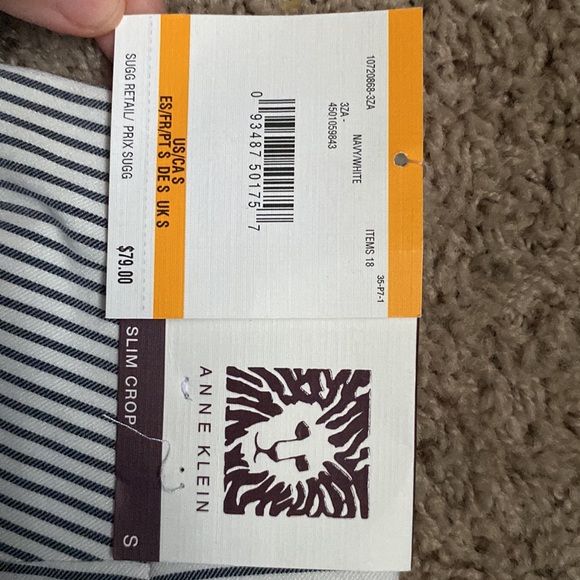 10720868-3ZA
3ZA - NAVY/WHITE
4501059843
ITEMS 18
35-P7-1
0 93487 50175 7
US/CA S
ES/FR/PT S DE S UK S
SUGG RETAIL/ PRIX SUGG
$79.00
ANNE KLEIN
SLIM CROP
S